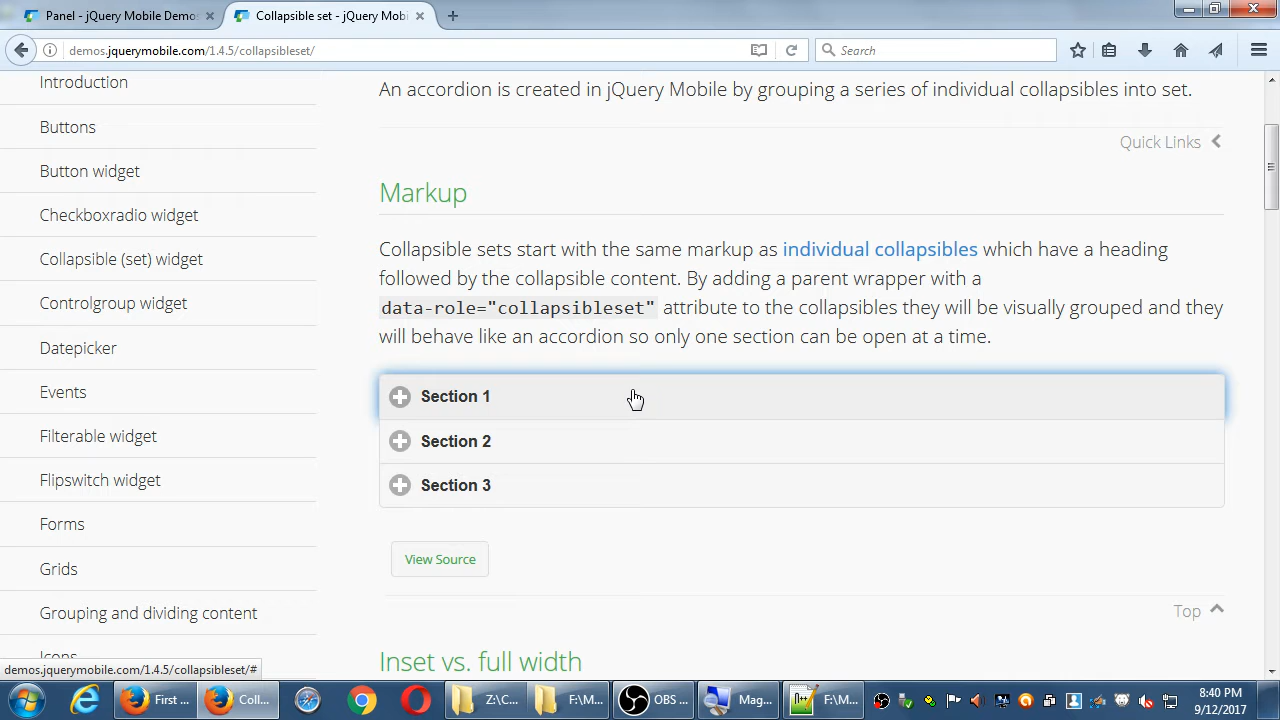 Panel - jQuery Mobile Demo
Collapsible set - jQuery Mobi
demos.jquerymobile.com/1.4.5/collapsibleset/
Search
Introduction
Buttons
Button widget
Checkboxradio widget
Collapsible (set) widget
Controlgroup widget
Datepicker
Events
Filterable widget
Flipswitch widget
Forms
Grids
Grouping and dividing content
Icons
An accordion is created in jQuery Mobile by grouping a series of individual collapsibles into set.
Quick Links
Markup
Collapsible sets start with the same markup as individual collapsibles which have a heading
followed by the collapsible content. By adding a parent wrapper with a
data-role="collapsibleset" attribute to the collapsibles they will be visually grouped and they
will behave like an accordion so only one section can be open at a time.
Section 1
Section 2
Section 3
View Source
Top
Inset vs. full width
demos.jquerymobile.com/1.4.5/collapsibleset/#
First ...
Coll...
Z:\C...
F:\M...
OBS ...
Mag...
F:\M...
8:40 PM
9/12/2017